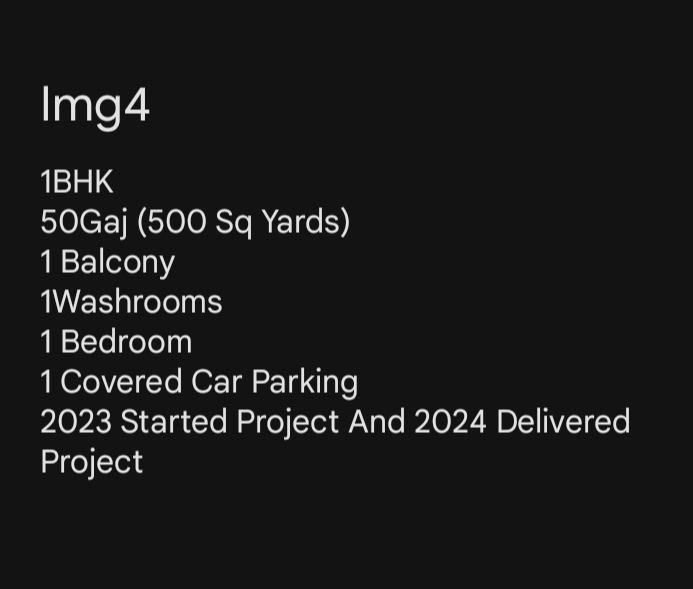 Img4
1BHK
50Gaj (500 Sq Yards)
1 Balcony
1Washrooms
1 Bedroom
1 Covered Car Parking
2023 Started Project And 2024 Delivered
Project